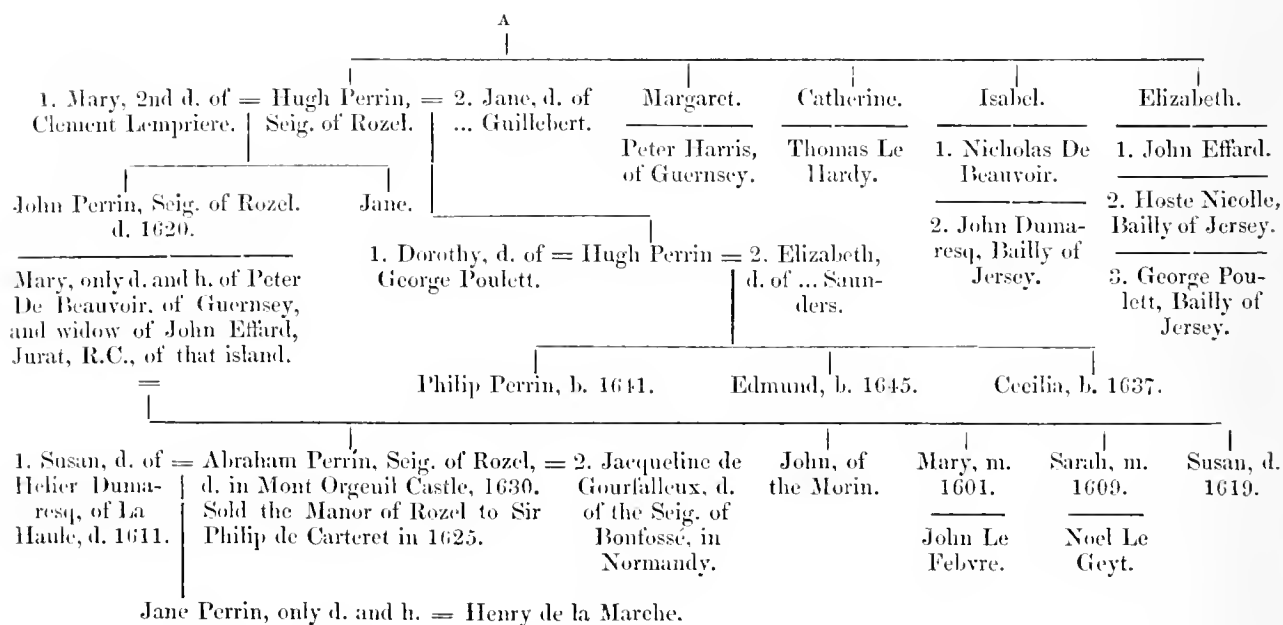 A
1. Mary, 2nd d. of = Hugh Perrin, = 2. Jane, d. of
Clement Lempriere. Seig. of Rozel. ... Guillebert.
Margaret.
Peter Harris,
of Guernsey.
Catherine.
Thomas Le
Hardy.
Isabel.
1. Nicholas De
Beauvoir.
2. John Duma-
resq, Bailly of
Jersey.
Elizabeth.
1. John Effard.
2. Hoste Nicolle,
Bailly of Jersey.
3. George Pou-
lett, Bailly of
Jersey.
John Perrin, Seig. of Rozel.
d. 1620.
Jane.
Mary, only d. and h. of Peter
De Beauvoir, of Guernsey,
and widow of John Effard,
Jurat, R.C., of that island.
=
1. Dorothy, d. of = Hugh Perrin = 2. Elizabeth,
George Poulett. d. of ... Saun-
ders.
Philip Perrin, b. 1641. Edmund, b. 1645. Cecilia, b. 1637.
1. Susan, d. of = Abraham Perrin, Seig. of Rozel, = 2. Jacqueline de
Helier Duma- d. in Mont Orgeuil Castle, 1630. Gourfalleux, d.
resq, of La Sold the Manor of Rozel to Sir of the Seig. of
Haule, d. 1611. Philip de Carteret in 1625. Bonfossé, in
Normandy.
John, of
the Morin.
Mary, m.
1601.
John Le
Febvre.
Sarah, m.
1609.
Noel Le
Geyt.
Susan, d.
1619.
Jane Perrin, only d. and h. = Henry de la Marche.